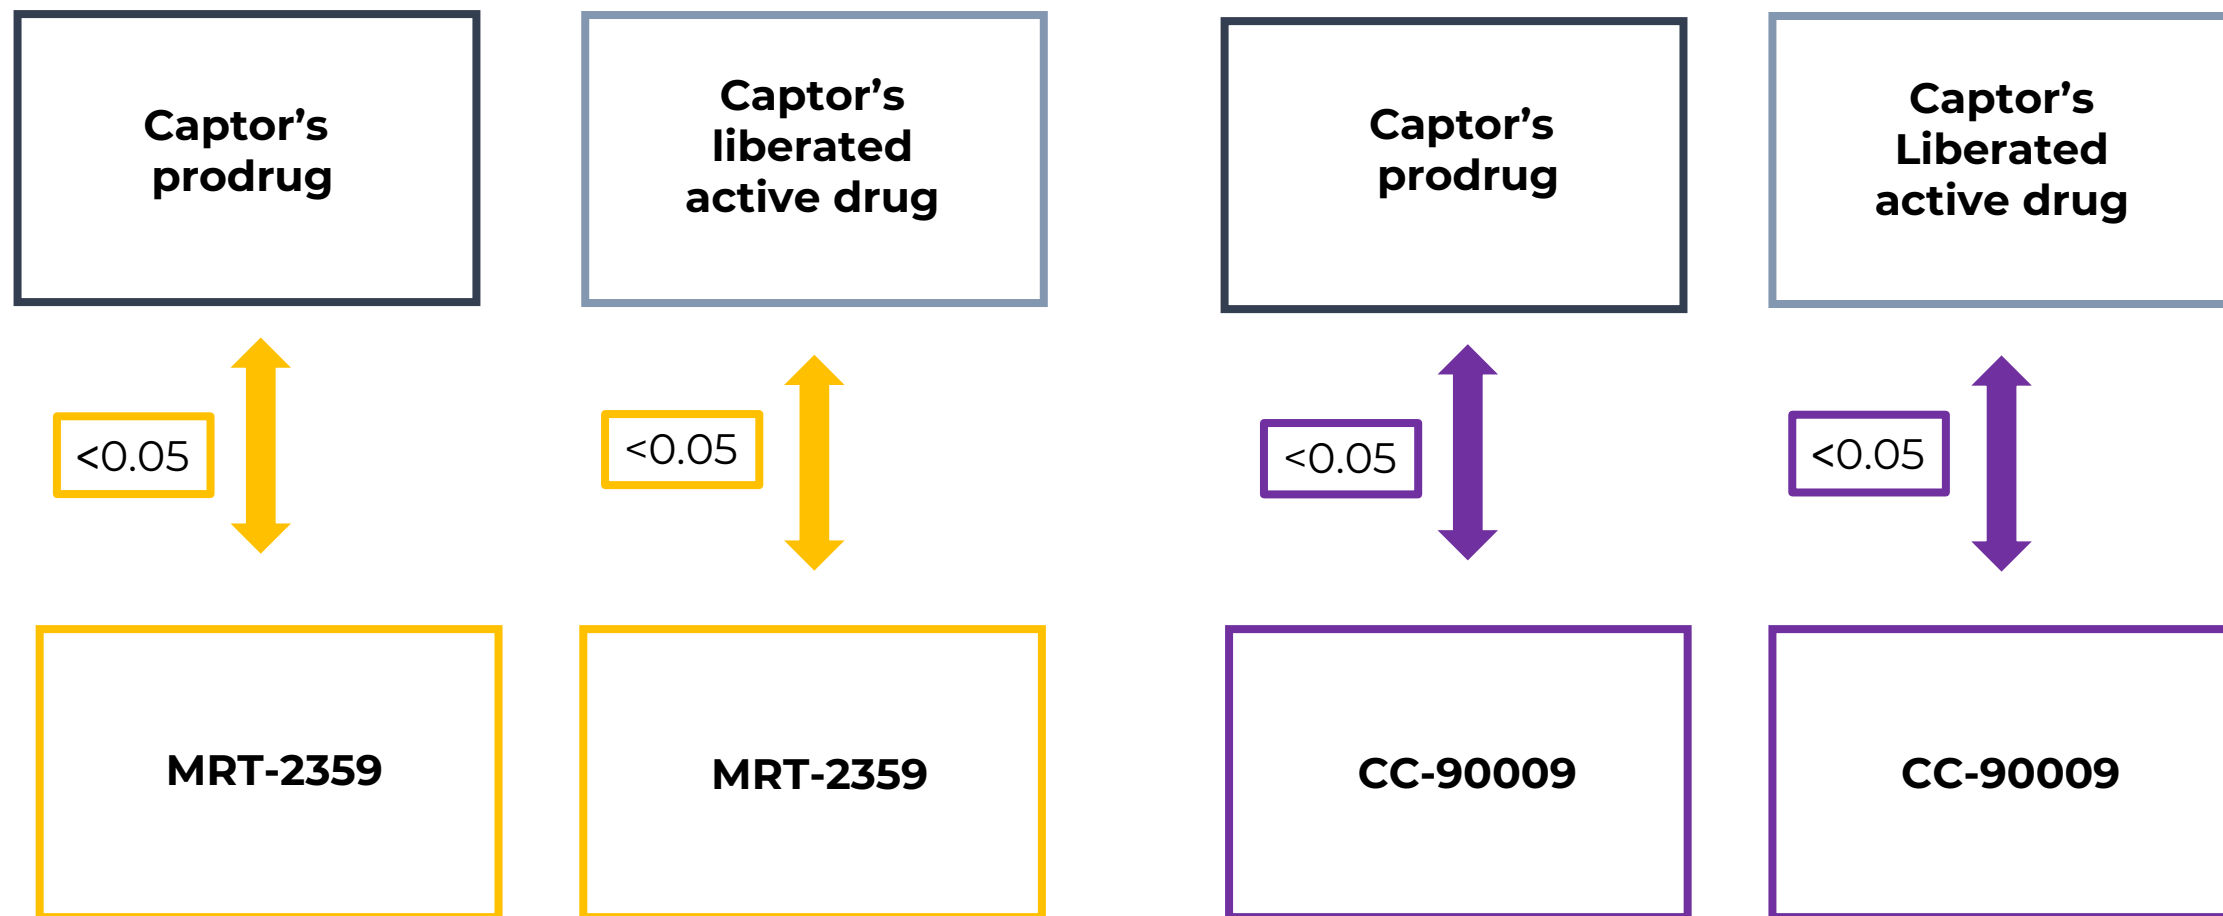 Captor’s
prodrug
Captor’s
liberated
active drug
Captor’s
prodrug
Captor’s
Liberated
active drug
<0.05
<0.05
<0.05
<0.05
MRT-2359
MRT-2359
CC-90009
CC-90009